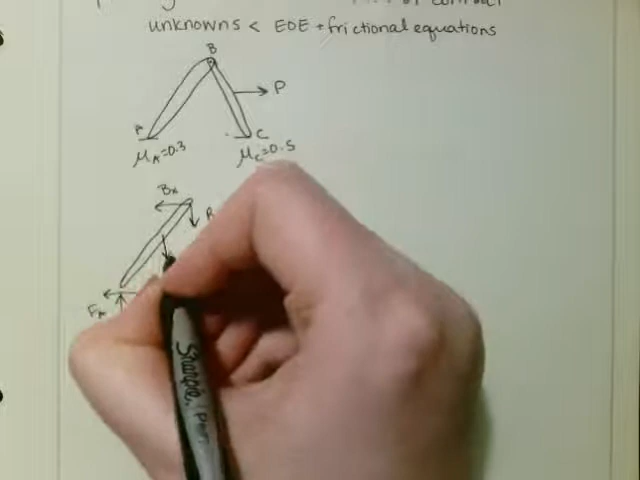 unknowns < EOE + frictional equations
B
P
A
C
μA=0.3
μC=0.5
Bx
FA
Sharpie